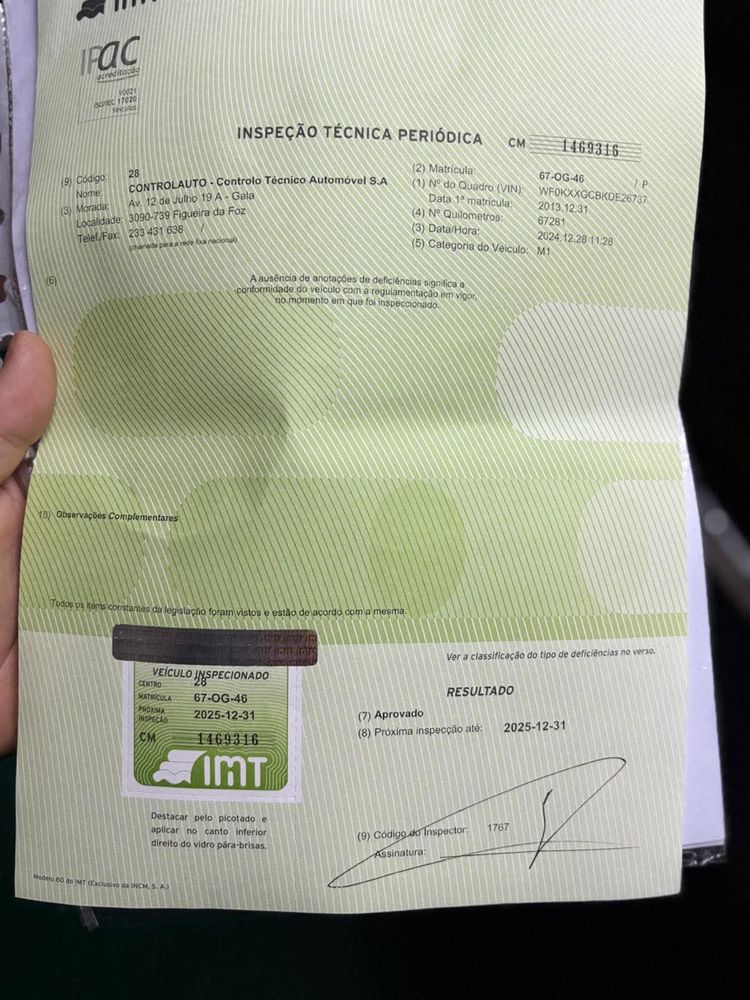 IMT
IPAC
acreditação
V0021
ISO/IEC 17020
Veículos
INSPEÇÃO TÉCNICA PERIÓDICA CM 1469316
(9) Código: 28
Nome: CONTROLAUTO - Controlo Técnico Automóvel S.A
(3) Morada: Av. 12 de Julho 19 A - Gala
Localidade: 3090-739 Figueira da Foz
Telef./Fax: 233 431 638 /
(chamada para a rede fixa nacional)
(2) Matrícula: 67-OG-46 / P
(1) Nº do Quadro (VIN): WF0KXXGCBKDE26737
Data 1ª matrícula: 2013.12.31
(4) Nº Quilometros: 67281
(3) Data/Hora: 2024.12.28 11:28
(5) Categoria do Veículo: M1
(6)
A ausência de anotações de deficiências significa a
conformidade do veículo com a regulamentação em vigor,
no momento em que foi inspeccionado.
10) Observações Complementares
Todos os items constantes da legislação foram vistos e estão de acordo com a mesma.
Ver a classificação do tipo de deficiências no verso.
VEÍCULO INSPECIONADO
CENTRO 28
MATRÍCULA 67-OG-46
PRÓXIMA
INSPEÇÃO 2025-12-31
CM 1469316
IMT
Destacar pelo picotado e
aplicar no canto inferior
direito do vidro pára-brisas.
RESULTADO
(7) Aprovado
(8) Próxima inspecção até: 2025-12-31
(9) Código do Inspector: 1767
Assinatura:
Modelo 80 do IMT (Exclusivo da INCM, S. A.)